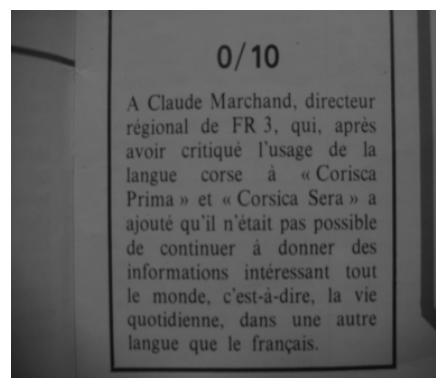 0/10
A Claude Marchand, directeur
régional de FR 3, qui, après
avoir critiqué l'usage de la
langue corse à « Corisca
Prima » et « Corsica Sera » a
ajouté qu'il n'était pas possible
de continuer à donner des
informations intéressant tout
le monde, c'est-à-dire, la vie
quotidienne, dans une autre
langue que le français.